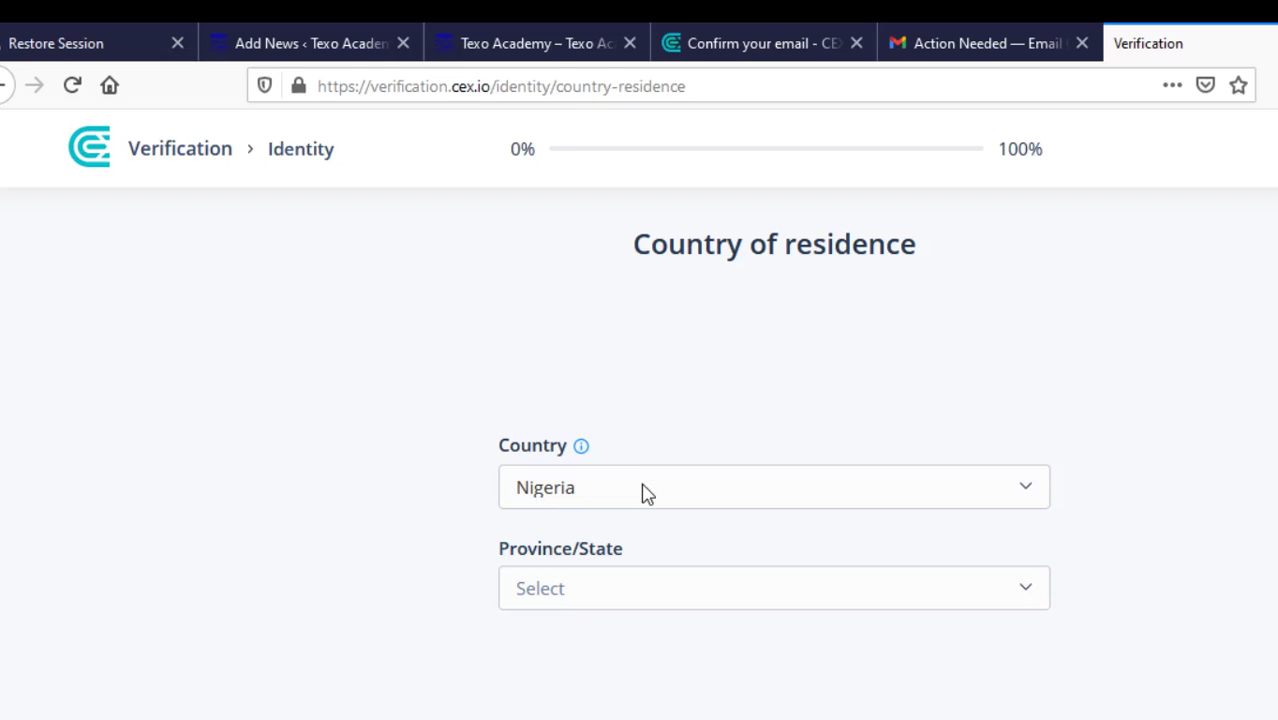 Restore Session
Add News ‹ Texo Academ
Texo Academy – Texo Ac
Confirm your email - CEX
Action Needed — Email
Verification
https://verification.cex.io/identity/country-residence
Verification › Identity
0%
100%
Country of residence
Country
Nigeria
Province/State
Select